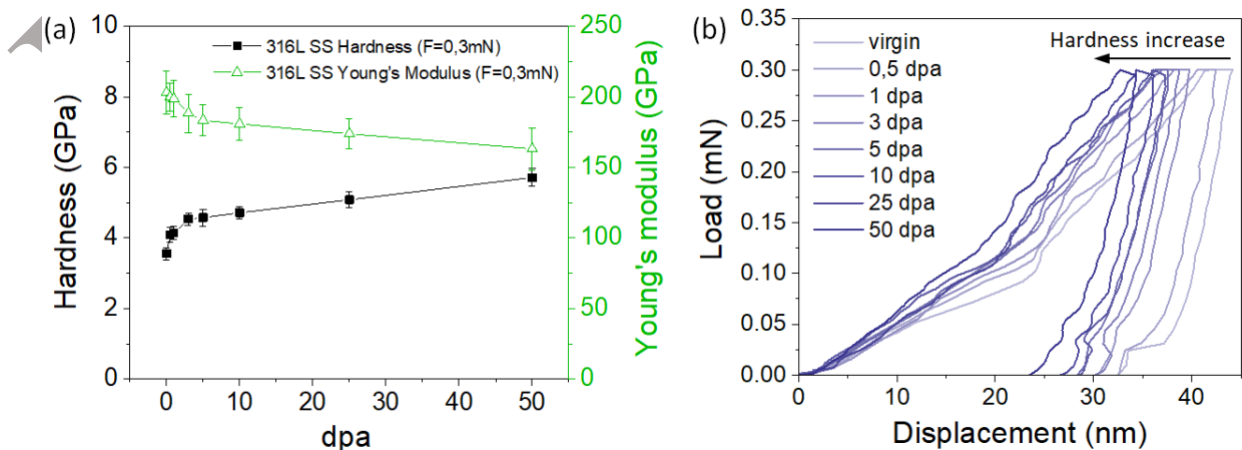 (a)
10
8
6
4
2
0
Hardness (GPa)
316L SS Hardness (F=0,3mN)
316L SS Young's Modulus (F=0,3mN)
250
200
150
100
50
0
Young's modulus (GPa)
0
10
20
30
40
50
dpa
(b)
0.35
0.30
0.25
0.20
0.15
0.10
0.05
0.00
Load (mN)
virgin
0,5 dpa
1 dpa
3 dpa
5 dpa
10 dpa
25 dpa
50 dpa
Hardness increase
0
10
20
30
40
Displacement (nm)